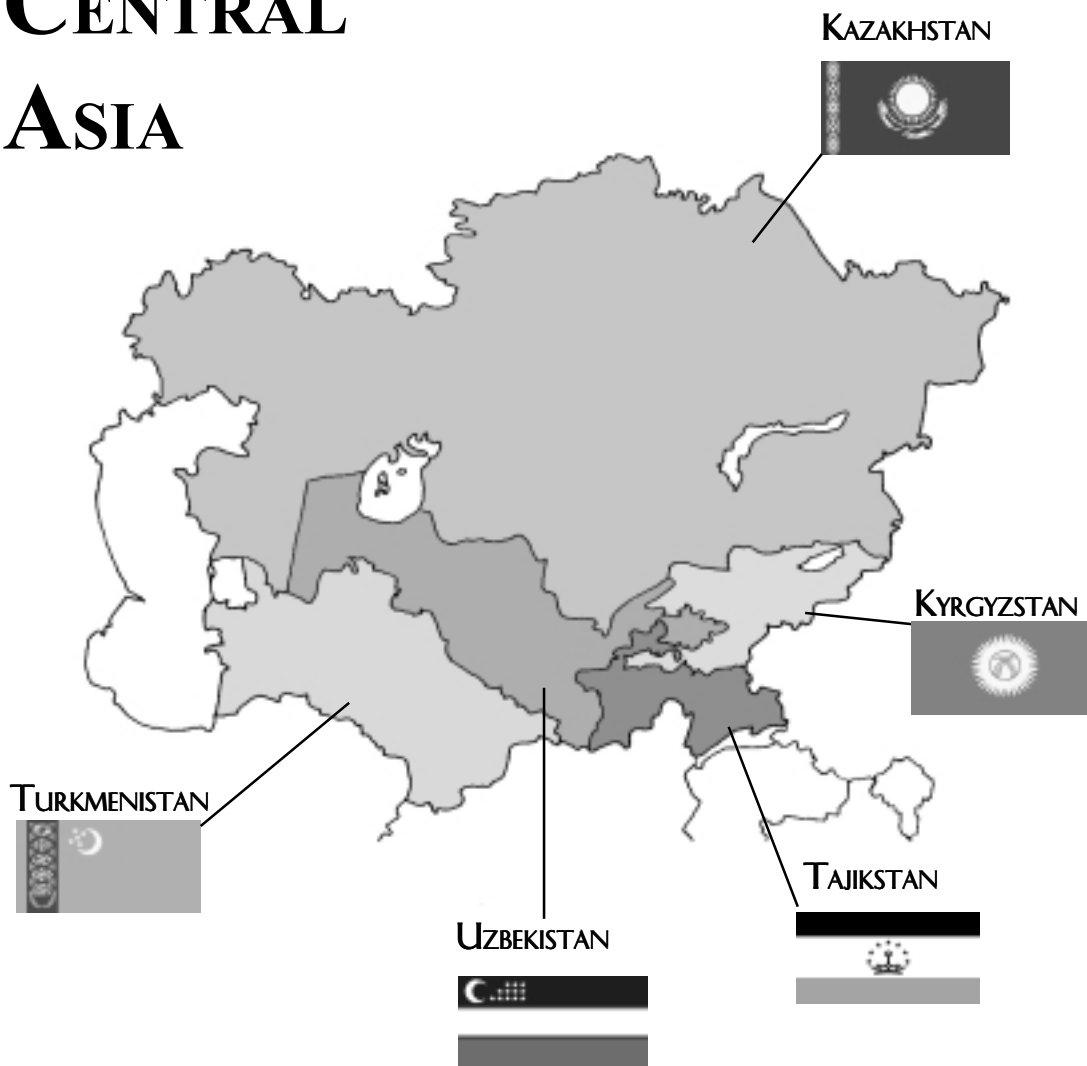 CENTRAL
ASIA
KAZAKHSTAN
KYRGYZSTAN
TURKMENISTAN
TAJIKSTAN
UZBEKISTAN